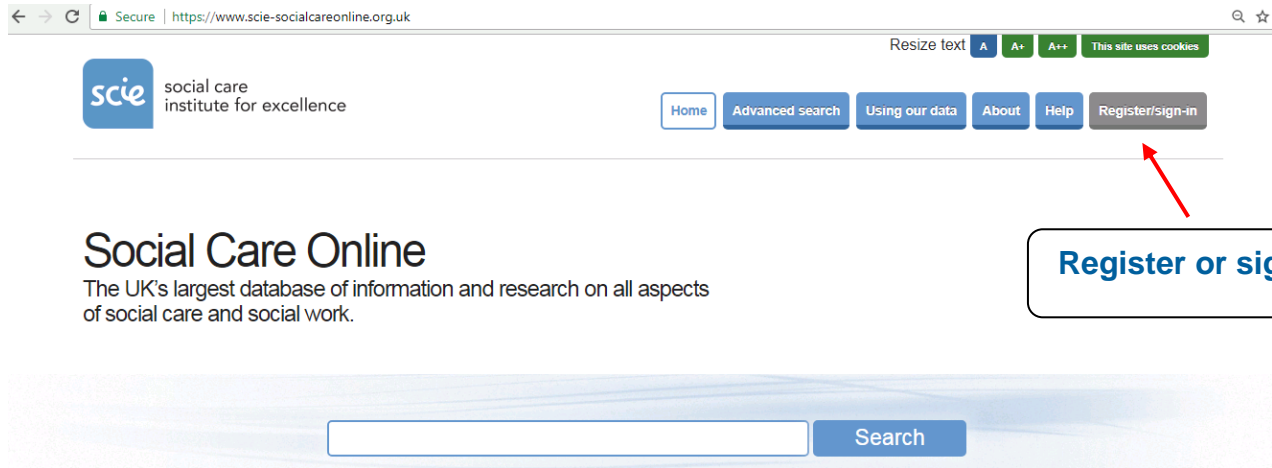 Secure | https://www.scie-socialcareonline.org.uk
Resize text A A+ A++ This site uses cookies
scie social care
institute for excellence
Home Advanced search Using our data About Help Register/sign-in
Social Care Online
The UK's largest database of information and research on all aspects
of social care and social work.
Register or
Search